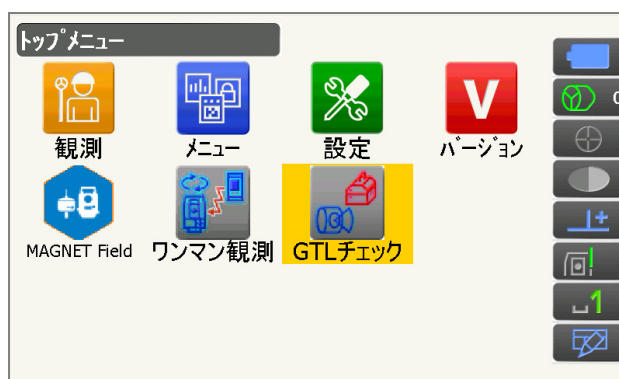 トップメニュー
観測
メニュー
設定
V
バージョン
MAGNET Field
ワンマン観測
GTLチェック
1